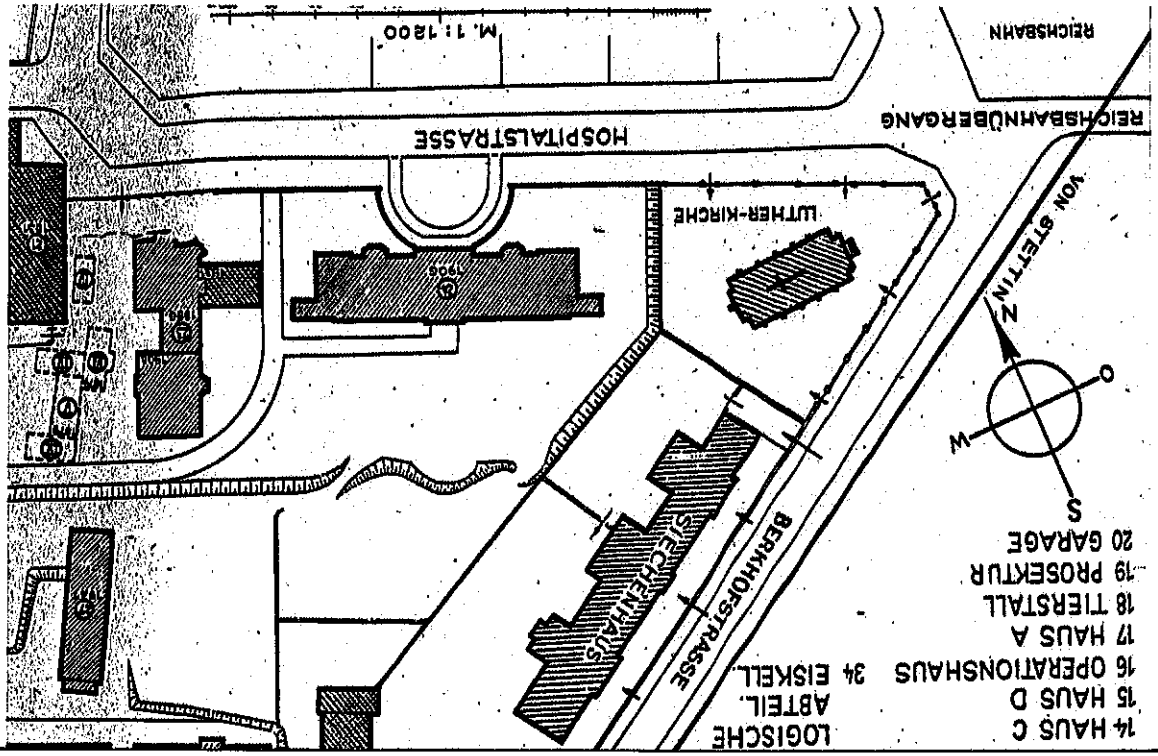 14 HAUS C
15 HAUS D
16 OPERATIONSHAUS
17 HAUS A
18 TIERSTALL
19 PROSEKTUR
20 GARAGE
LOGISCHE
ABTEIL.
34 EISKELL.
SIECHENHAUS
BERKHOFSTRASSE
S
W
O
N
VON STETTIN
LUTHER-KIRCHE
1906
HOSPITALSTRASSE
REICHSBAHNÜBERGANG
REICHSBAHN
M. 1:1200